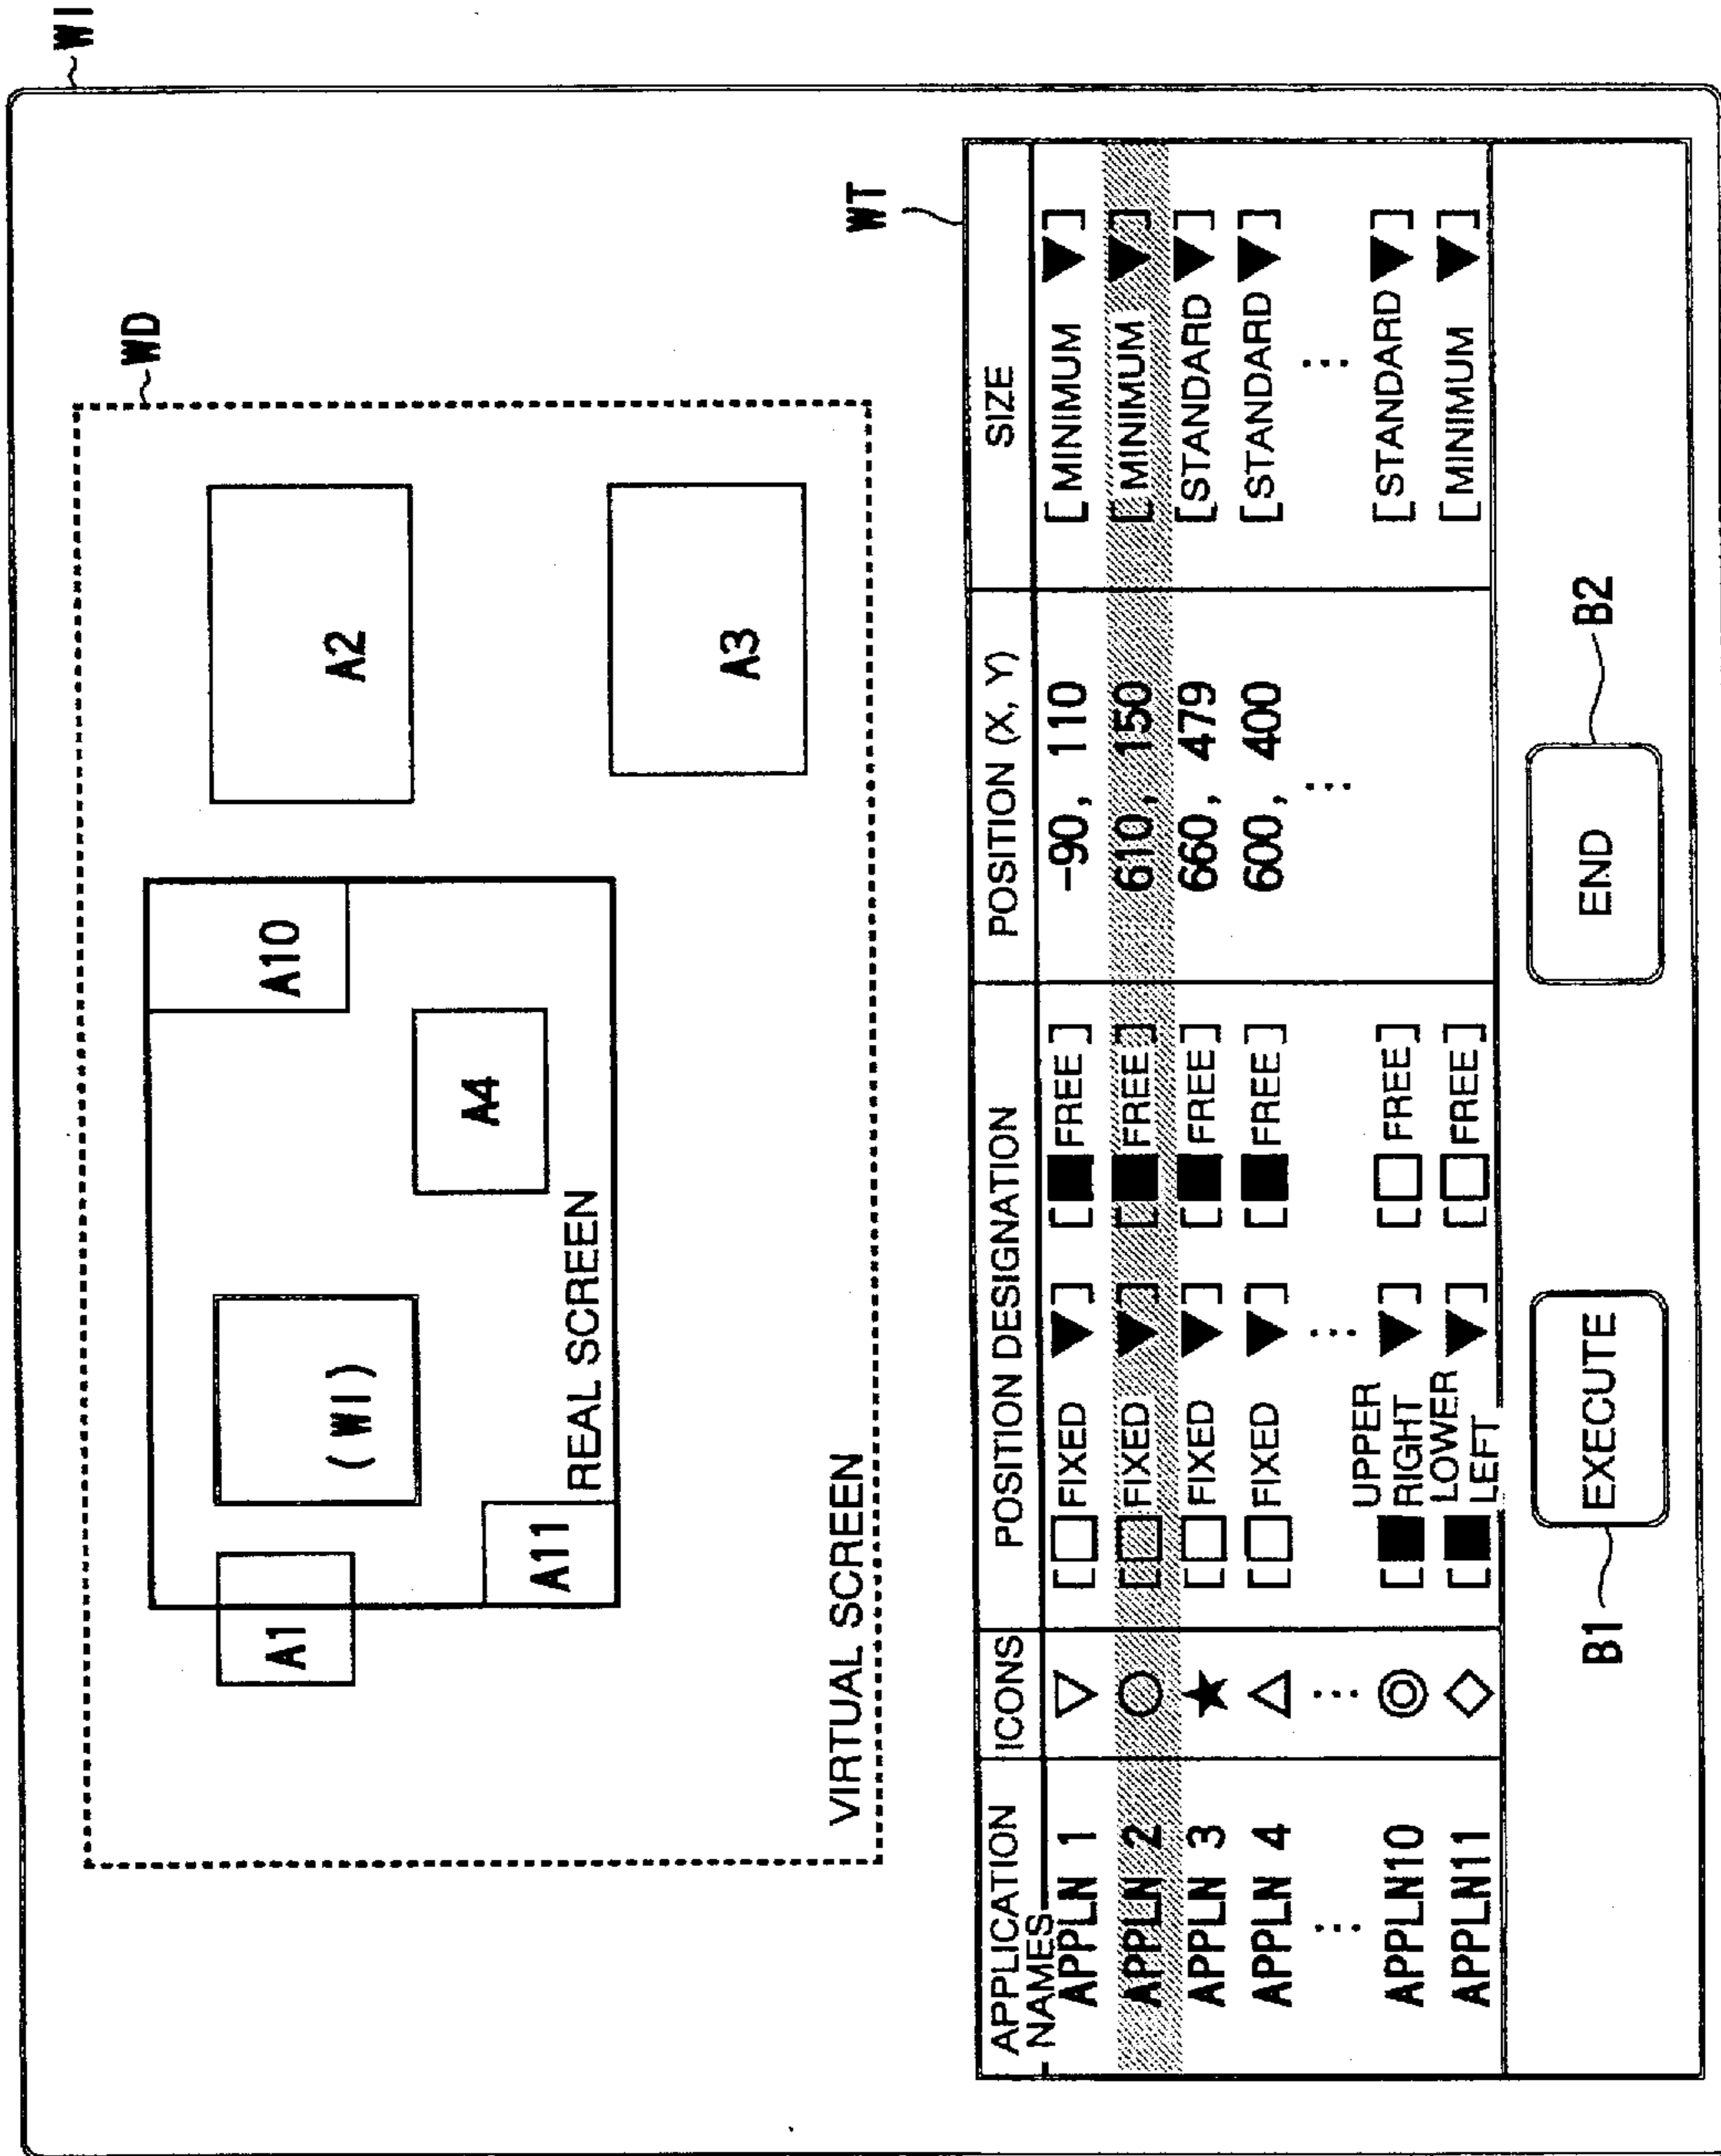 WI
WD
A1
(WI)
A10
A2
A11
A4
A3
REAL SCREEN
VIRTUAL SCREEN
WT
APPLICATION NAMES ICONS POSITION DESIGNATION POSITION (X, Y) SIZE
APPLN 1 ▽ [□FIXED ▼] [■FREE] -90, 110 [MINIMUM ▼]
APPLN 2 ○ [□FIXED ▼] [■FREE] 610, 150 [MINIMUM ▼]
APPLN 3 ★ [□FIXED ▼] [■FREE] 660, 479 [STANDARD ▼]
APPLN 4 △ [□FIXED ▼] [■FREE] 600, 400 [STANDARD ▼]
... ... ... ... ...
APPLN10 ◎ [■UPPER RIGHT ▼] [□FREE] [STANDARD ▼]
APPLN11 ◇ [■LOWER LEFT ▼] [□FREE] [MINIMUM ▼]
B1 EXECUTE END B2